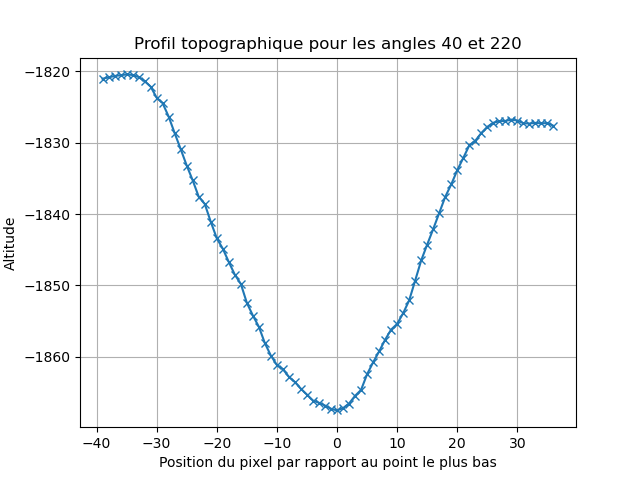 Profil topographique pour les angles 40 et 220
Altitude
−1820
−1830
−1840
−1850
−1860
−40 −30 −20 −10 0 10 20 30
Position du pixel par rapport au point le plus bas